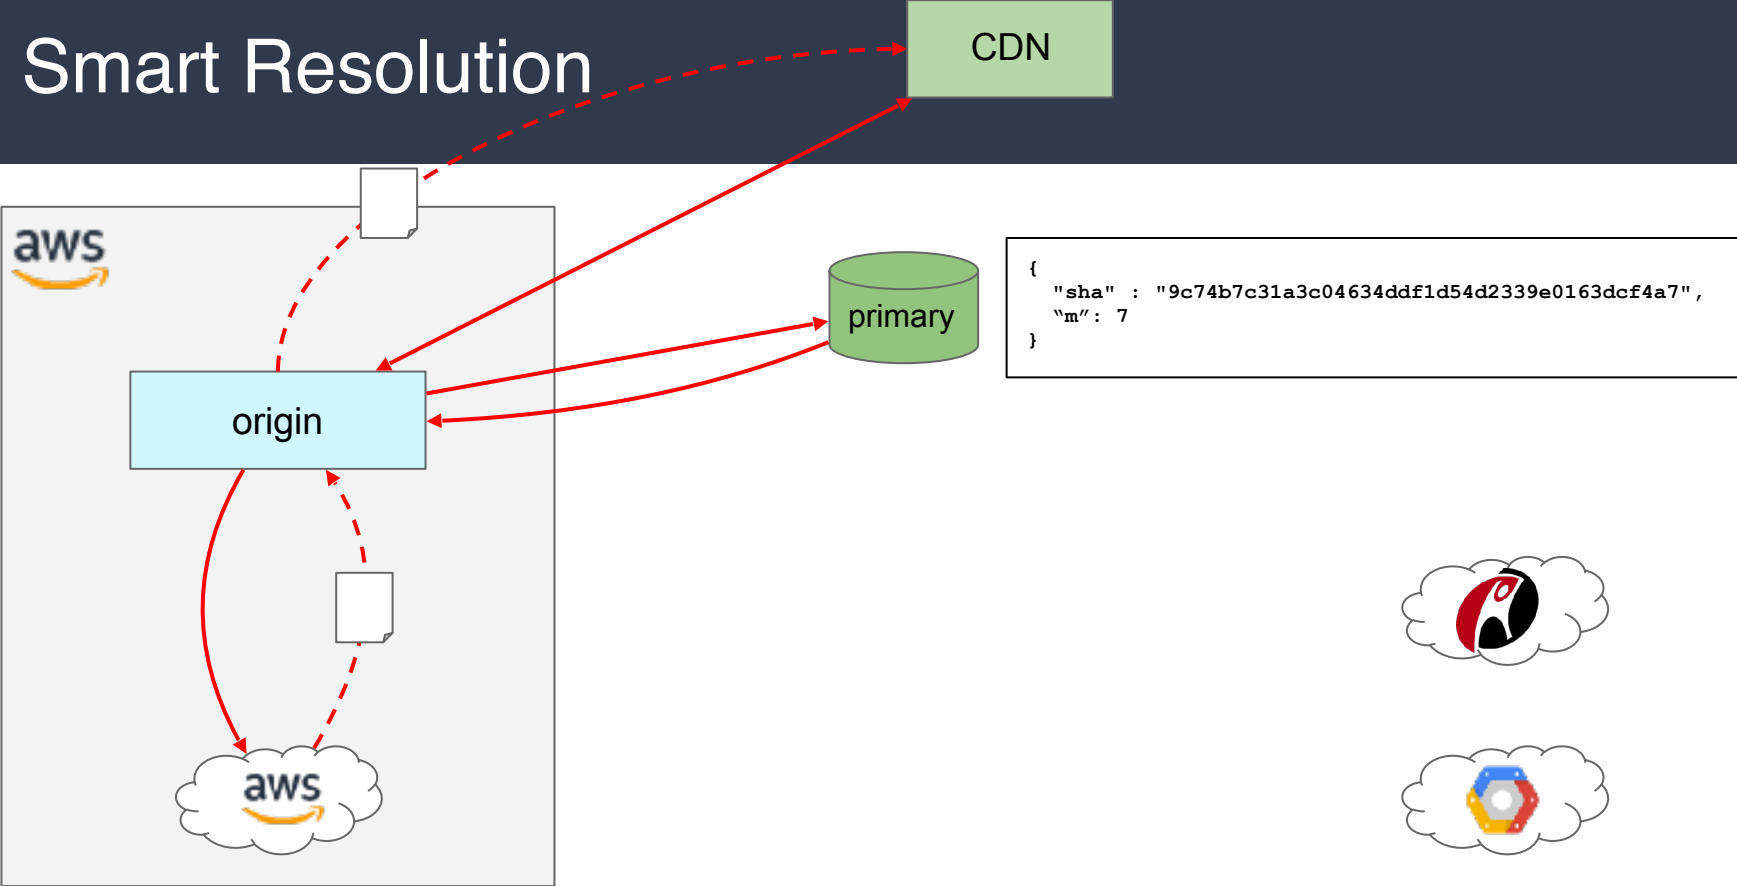 Smart Resolution
CDN
aws
primary
{
"sha" : "9c74b7c31a3c04634ddf1d54d2339e0163dcf4a7",
“m”: 7
}
origin
aws